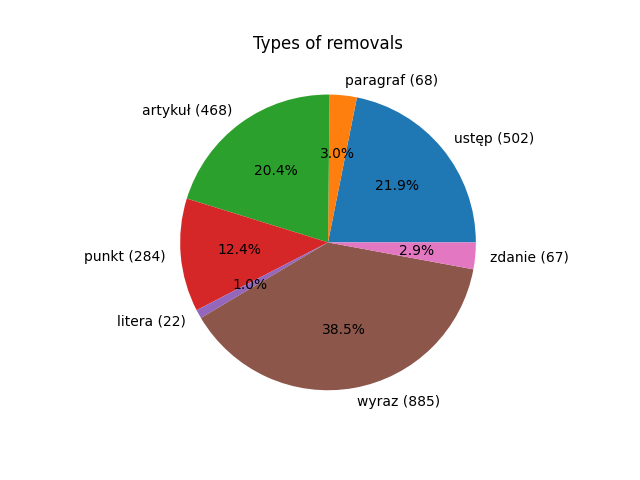 Types of removals
paragraf (68)
artykuł (468)
ustęp (502)
3.0%
20.4%
21.9%
12.4%
2.9%
punkt (284)
zdanie (67)
1.0%
litera (22)
38.5%
wyraz (885)